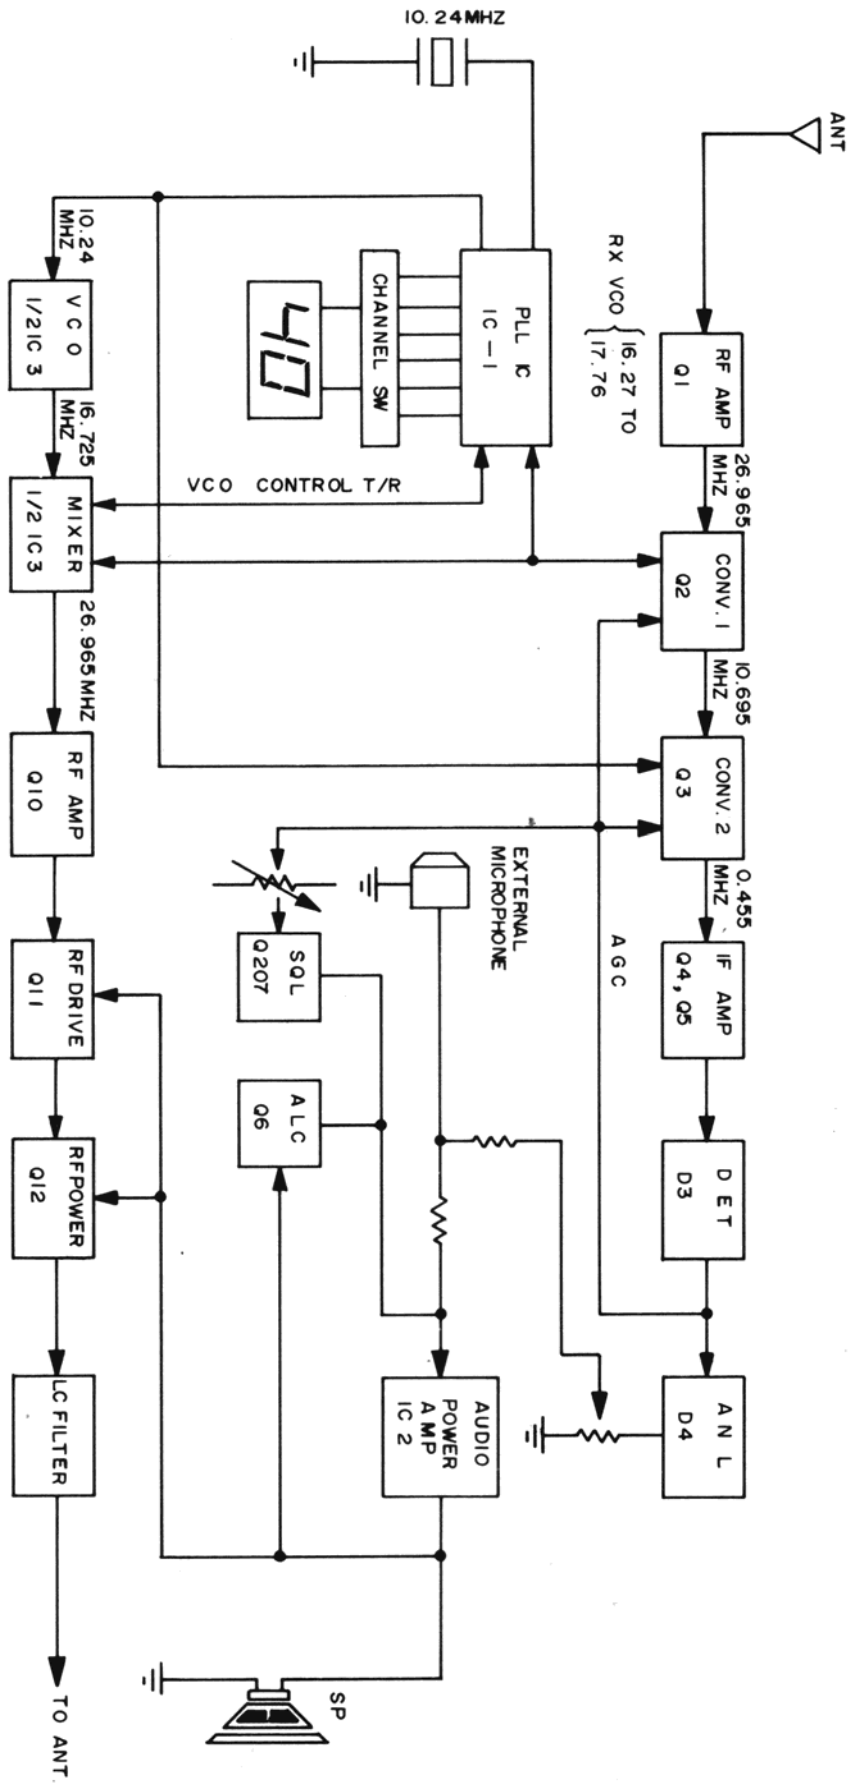 ANT
RF AMP
Q1
26.965
MHZ
CONV. 1
Q2
10.695
MHZ
CONV. 2
Q3
0.455
MHZ
IF AMP
Q4, Q5
DET
D3
ANL
D4
RX VCO
16.27 TO
17.76
AGC
10.24MHZ
PLL IC
IC-1
CHANNEL SW
40
EXTERNAL
MICROPHONE
AUDIO
POWER
AMP
IC 2
SQL
Q207
ALC
Q6
SP
VCO CONTROL T/R
10.24
MHZ
VCO
1/2 IC 3
16.725
MHZ
MIXER
1/2 IC3
26.965MHZ
RF AMP
Q10
RF DRIVE
Q11
RF POWER
Q12
LC FILTER
TO ANT.